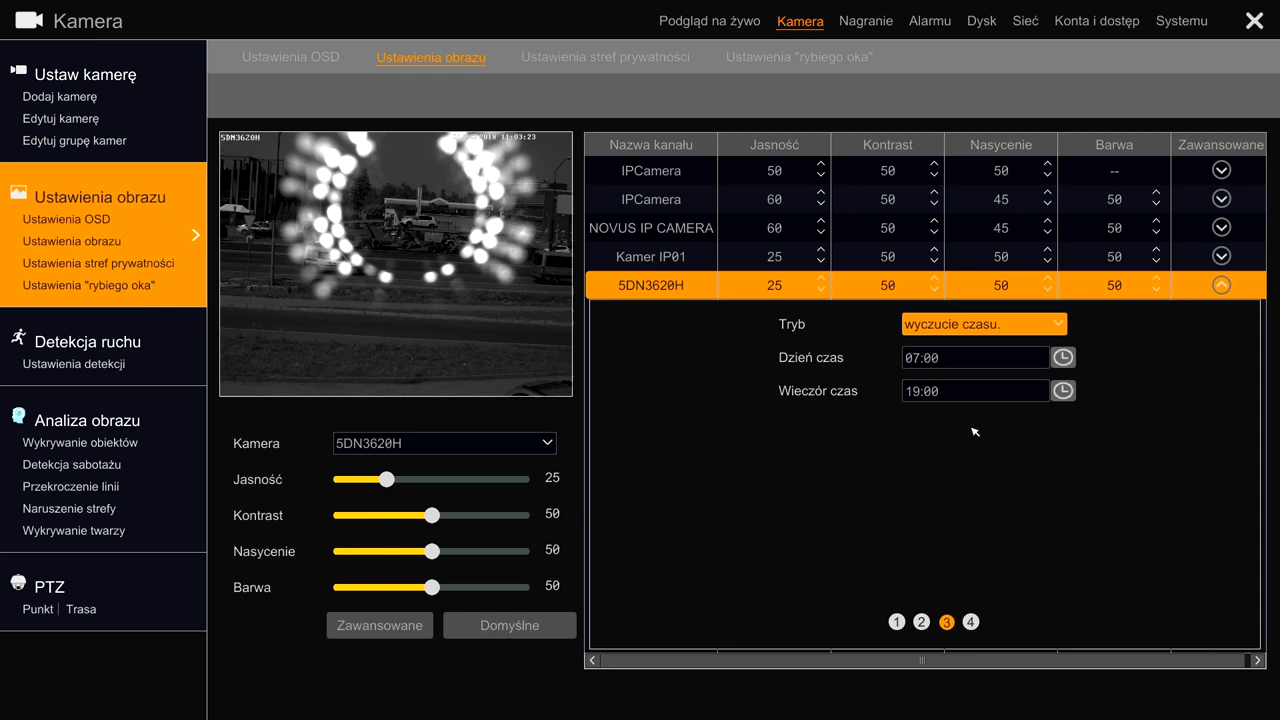 Kamera
Podgląd na żywo Kamera Nagranie Alarmu Dysk Sieć Konta i dostęp Systemu
Ustawienia OSD Ustawienia obrazu Ustawienia stref prywatności Ustawienia "rybiego oka"
Ustaw kamerę
Dodaj kamerę
Edytuj kamerę
Edytuj grupę kamer
Ustawienia obrazu
Ustawienia OSD
Ustawienia obrazu
Ustawienia stref prywatności
Ustawienia "rybiego oka"
Detekcja ruchu
Ustawienia detekcji
Analiza obrazu
Wykrywanie obiektów
Detekcja sabotażu
Przekroczenie linii
Naruszenie strefy
Wykrywanie twarzy
PTZ
Punkt Trasa
5DN3620H 2018 11:03:23
Kamera 5DN3620H
Jasność 25
Kontrast 50
Nasycenie 50
Barwa 50
Zawansowane Domyślne
Nazwa kanału Jasność Kontrast Nasycenie Barwa Zawansowane
IPCamera 50 50 50 --
IPCamera 60 50 45 50
NOVUS IP CAMERA 60 50 45 50
Kamer IP01 25 50 50 50
5DN3620H 25 50 50 50
Tryb wyczucie czasu.
Dzień czas 07:00
Wieczór czas 19:00
1 2 3 4